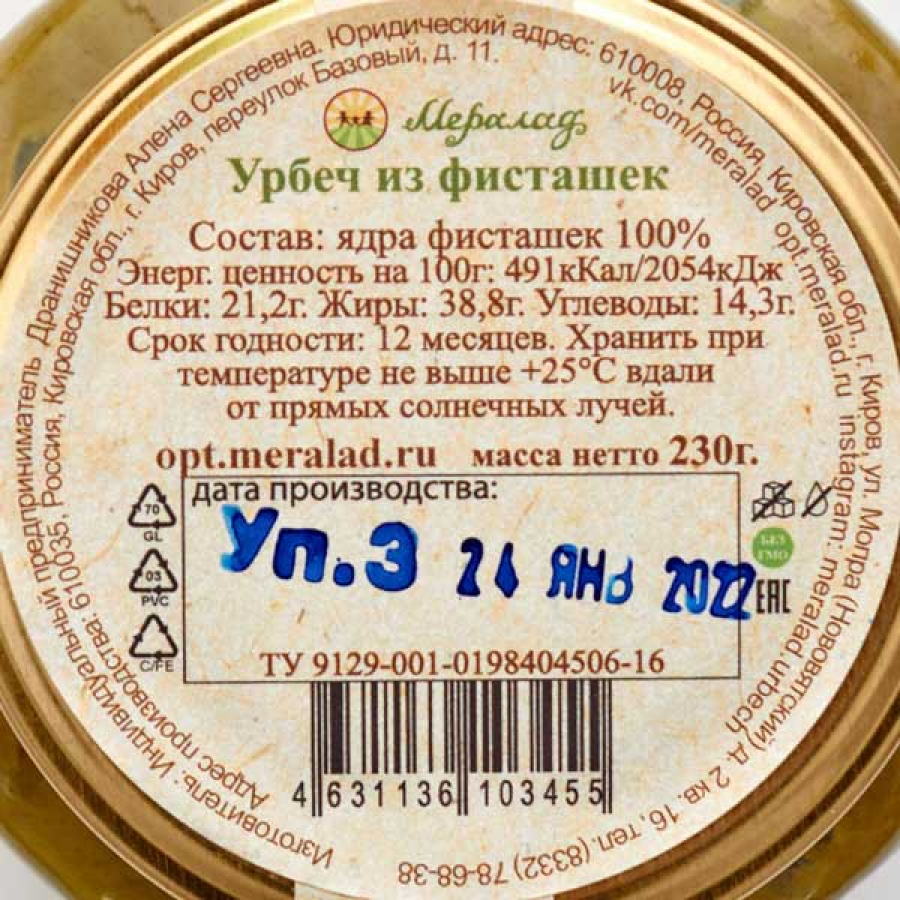 Изготовитель: Индивидуальный предприниматель Дранишникова Алена Сергеевна. Юридический адрес: 610008, Россия, Кировская обл., г. Киров, ул. Мопра (Нововятский) д. 2 кв. 16, тел. (8332) 78-68-38
Адрес производства: 610035, Россия, Кировская обл., г. Киров, переулок Базовый, д. 11.
vk.com/meralad opt.meralad.ru instagram: meralad urbech
Мералад
Урбеч из фисташек
Состав: ядра фисташек 100%
Энерг. ценность на 100г: 491кКал/2054кДж
Белки: 21,2г. Жиры: 38,8г. Углеводы: 14,3г.
Срок годности: 12 месяцев. Хранить при
температуре не выше +25°С вдали
от прямых солнечных лучей.
opt.meralad.ru масса нетто 230г.
дата производства:
Уп.3 24 ЯНВ 2022
70
GL
03
PVC
C/FE
БЕЗ
ГМО
EAC
ТУ 9129-001-0198404506-16
4 631136 103455